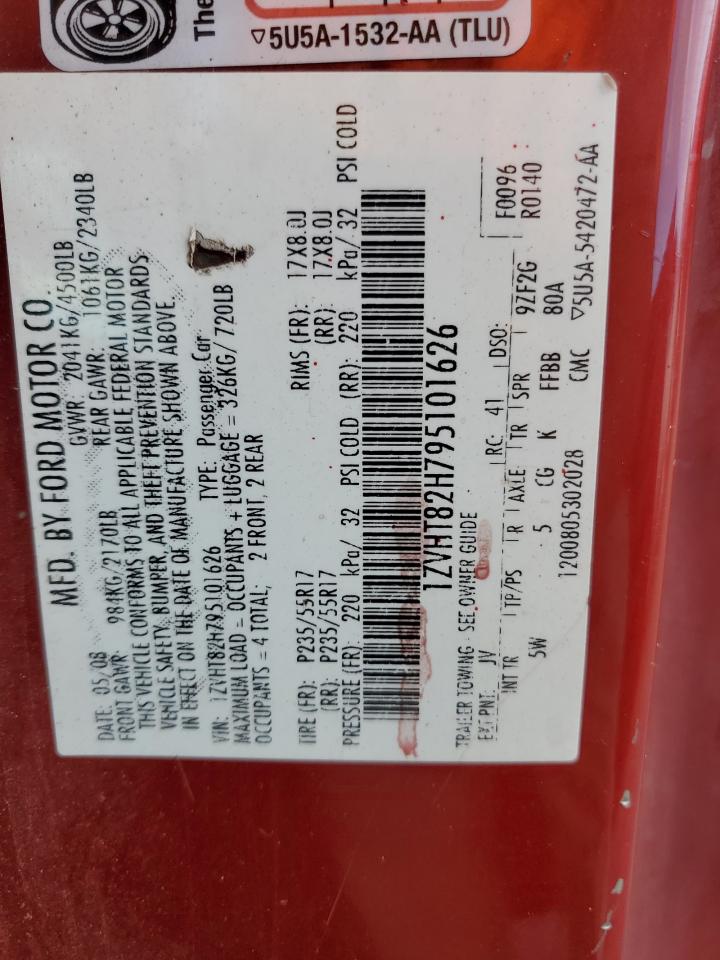 The
▽5U5A-1532-AA (TLU)
MFD. BY FORD MOTOR CO.
DATE: 05/08 GVWR: 2041KG/4500LB
FRONT GAWR: 984KG/2170LB REAR GAWR: 1061KG/2340LB
THIS VEHICLE CONFORMS TO ALL APPLICABLE FEDERAL MOTOR
VEHICLE SAFETY, BUMPER, AND THEFT PREVENTION STANDARDS
IN EFFECT ON THE DATE OF MANUFACTURE SHOWN ABOVE.
VIN: 1ZVHT82H795101626 TYPE: Passenger Car
MAXIMUM LOAD = OCCUPANTS + LUGGAGE = 326KG/ 720LB
OCCUPANTS = 4 TOTAL, 2 FRONT, 2 REAR
TIRE (FR): P235/55R17 RIMS (FR): 17X8.0J
(RR): P235/55R17 (RR): 17X8.0J
PRESSURE (FR): 220 kPa/ 32 PSI COLD (RR): 220 kPa/ 32 PSI COLD
1ZVHT82H795101626
TRAILER TOWING - SEE OWNER GUIDE
F0096
EXT PNT: JV RC: 41 DSO: R0140
INT TR TP/PS R AXLE TR SPR 9ZF2G
5W 5 CG K FFBB 80A
1200805302028 CMC ▽5U5A-5420472-AA